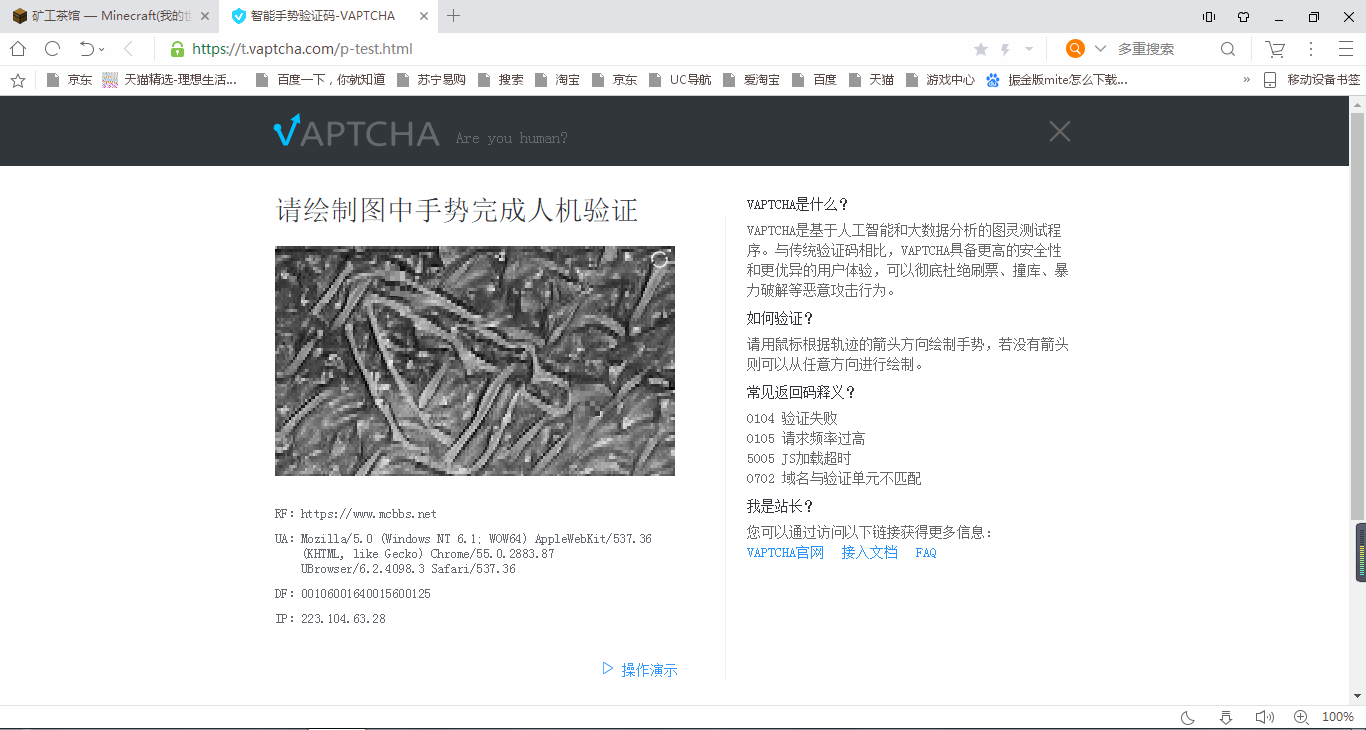 矿工茶馆 — Minecraft(我的世
智能手势验证码-VAPTCHA
https://t.vaptcha.com/p-test.html
多重搜索
京东
天猫精选-理想生活...
百度一下，你就知道
苏宁易购
搜索
淘宝
京东
UC导航
爱淘宝
百度
天猫
游戏中心
振金版mite怎么下载...
»
移动设备书签
VAPTCHA
Are you human?
请绘制图中手势完成人机验证
RF: https://www.mcbbs.net
UA: Mozilla/5.0 (Windows NT 6.1; WOW64) AppleWebKit/537.36
(KHTML, like Gecko) Chrome/55.0.2883.87
UBrowser/6.2.4098.3 Safari/537.36
DF: 00106001640015600125
IP: 223.104.63.28
操作演示
VAPTCHA是什么？
VAPTCHA是基于人工智能和大数据分析的图灵测试程
序。与传统验证码相比，VAPTCHA具备更高的安全性
和更优异的用户体验，可以彻底杜绝刷票、撞库、暴
力破解等恶意攻击行为。
如何验证？
请用鼠标根据轨迹的箭头方向绘制手势，若没有箭头
则可以从任意方向进行绘制。
常见返回码释义？
0104 验证失败
0105 请求频率过高
5005 JS加载超时
0702 域名与验证单元不匹配
我是站长？
您可以通过访问以下链接获得更多信息：
VAPTCHA官网 接入文档 FAQ
100%